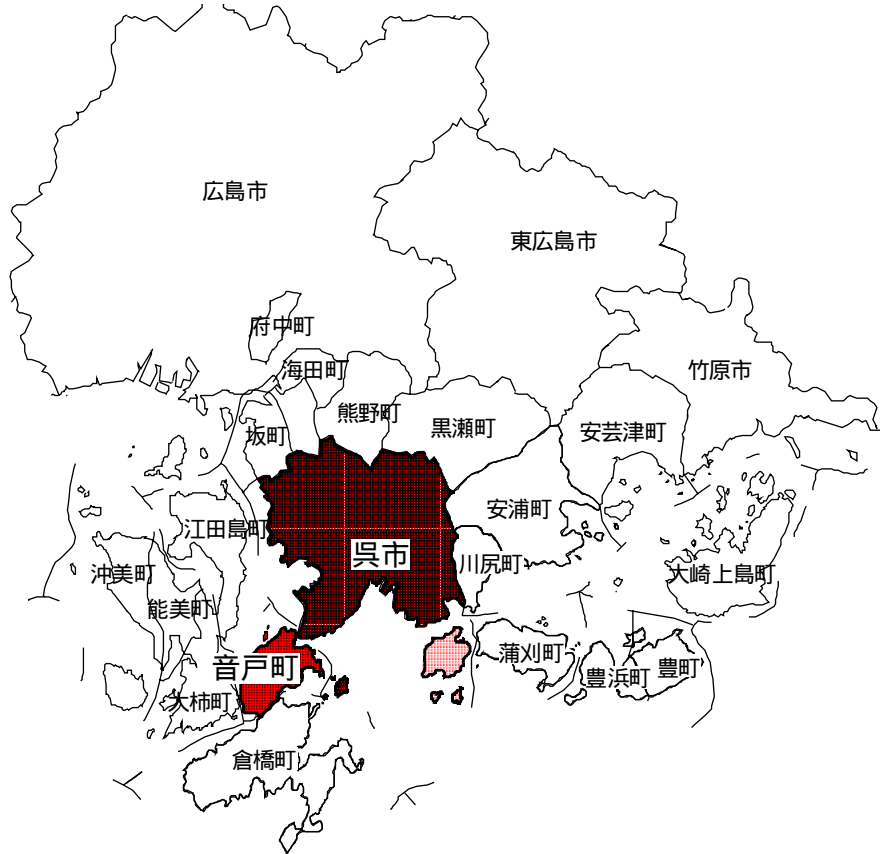 広島市
東広島市
府中町
海田町
竹原市
熊野町
黒瀬町
坂町
安芸津町
安浦町
江田島町
呉市
川尻町
沖美町
大崎上島町
能美町
蒲刈町
音戸町
豊浜町
豊町
大柿町
倉橋町